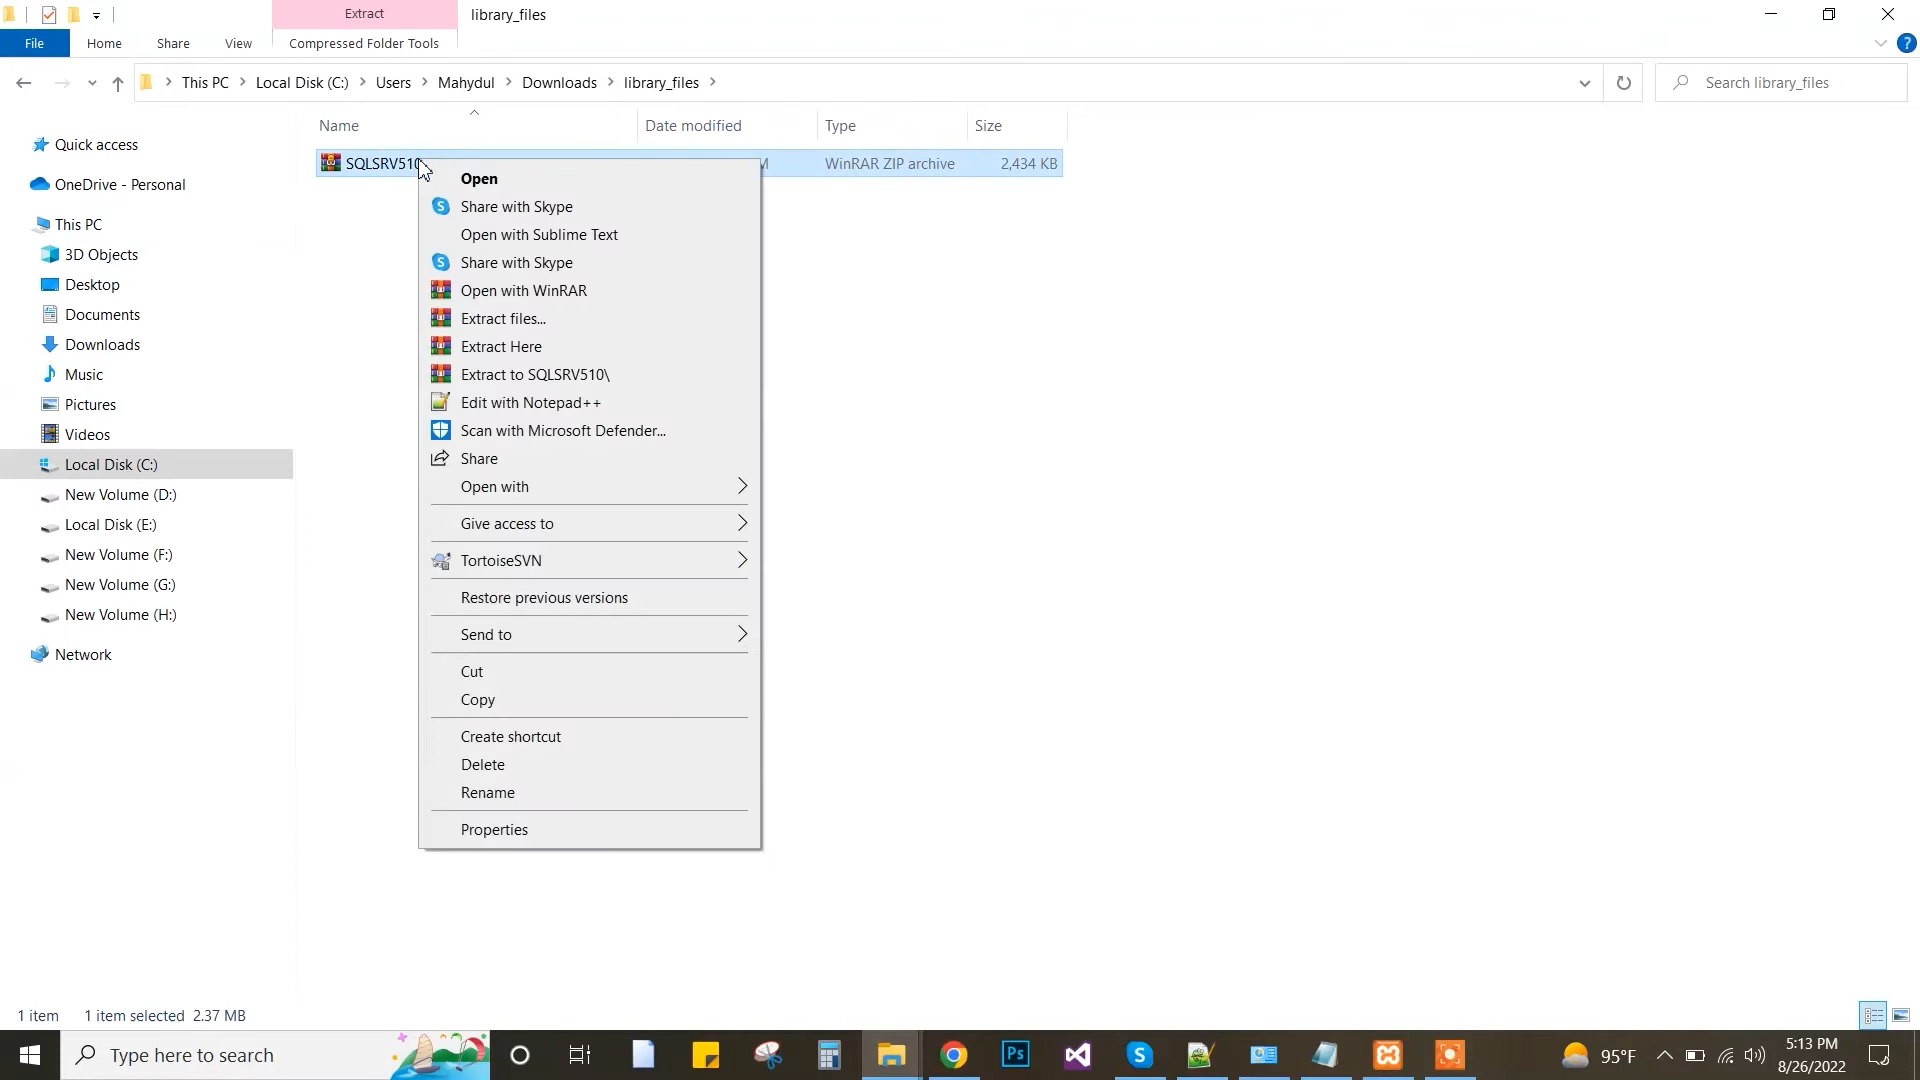 Extract
library_files
File
Home
Share
View
Compressed Folder Tools
This PC
Local Disk (C:)
Users
Mahydul
Downloads
library_files
Search library_files
Name
Date modified
Type
Size
SQLSRV510
M
WinRAR ZIP archive
2,434 KB
Quick access
OneDrive - Personal
This PC
3D Objects
Desktop
Documents
Downloads
Music
Pictures
Videos
Local Disk (C:)
New Volume (D:)
Local Disk (E:)
New Volume (F:)
New Volume (G:)
New Volume (H:)
Network
Open
Share with Skype
Open with Sublime Text
Share with Skype
Open with WinRAR
Extract files...
Extract Here
Extract to SQLSRV510\
Edit with Notepad++
Scan with Microsoft Defender...
Share
Open with
Give access to
TortoiseSVN
Restore previous versions
Send to
Cut
Copy
Create shortcut
Delete
Rename
Properties
1 item
1 item selected 2.37 MB
Type here to search
Ps
95°F
5:13 PM
8/26/2022